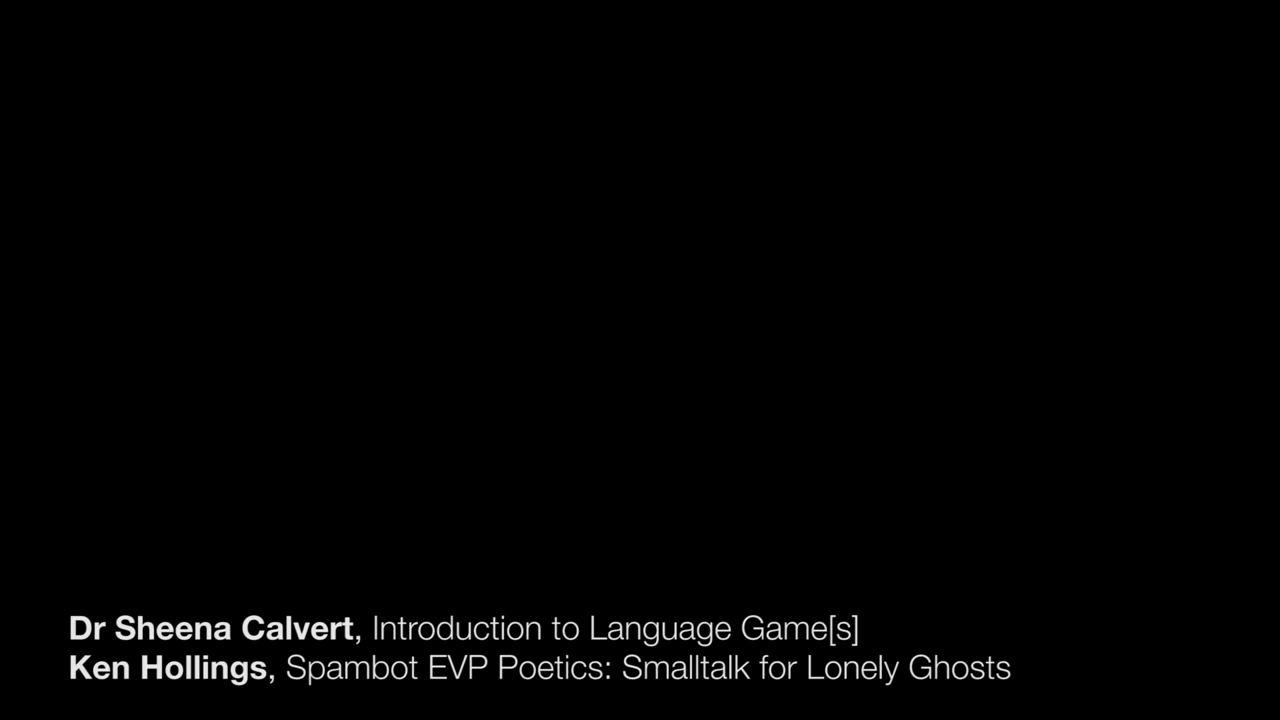 Dr Sheena Calvert, Introduction to Language Game[s]
Ken Hollings, Spambot EVP Poetics: Smalltalk for Lonely Ghosts